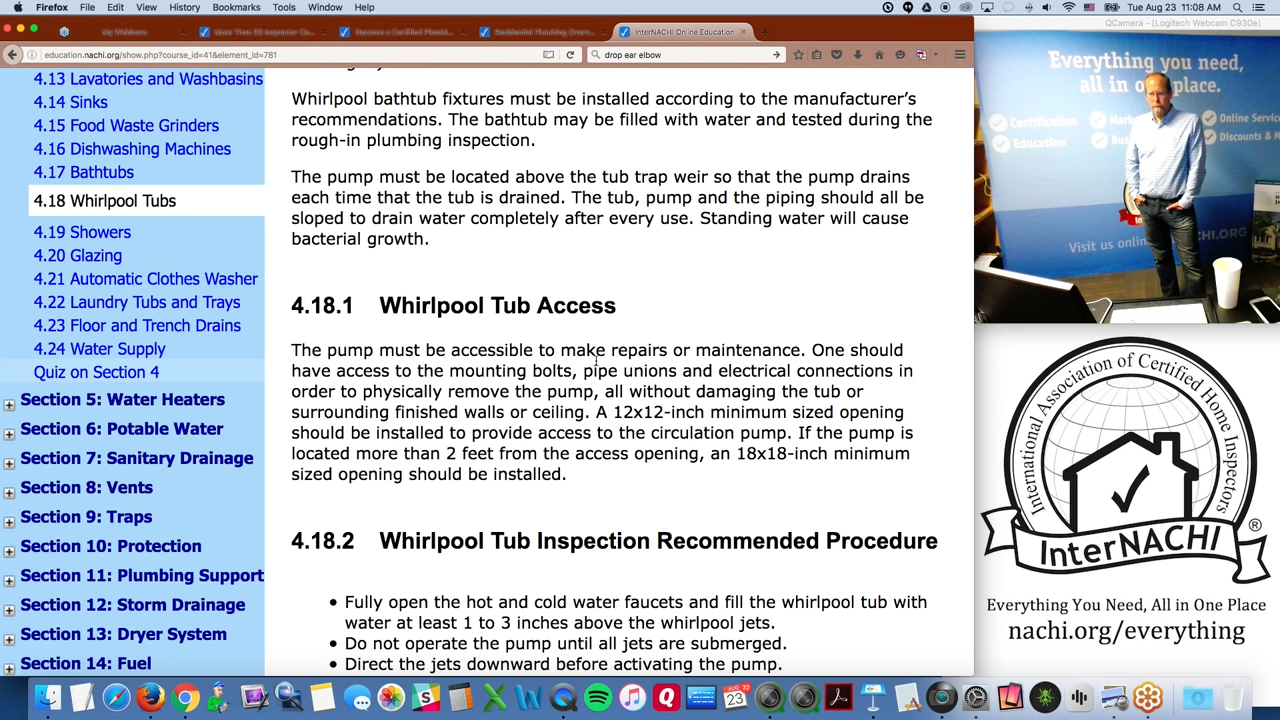 Firefox File Edit View History Bookmarks Tools Window Help
Tue Aug 23 11:08 AM
QCamera - [Logitech Webcam C930e]
My Webinars
InterNACHI Online Education
education.nachi.org/show.php?course_id=41&element_id=781
drop ear elbow
4.13 Lavatories and Washbasins
4.14 Sinks
4.15 Food Waste Grinders
4.16 Dishwashing Machines
4.17 Bathtubs
4.18 Whirlpool Tubs
4.19 Showers
4.20 Glazing
4.21 Automatic Clothes Washer
4.22 Laundry Tubs and Trays
4.23 Floor and Trench Drains
4.24 Water Supply
Quiz on Section 4
Section 5: Water Heaters
Section 6: Potable Water
Section 7: Sanitary Drainage
Section 8: Vents
Section 9: Traps
Section 10: Protection
Section 11: Plumbing Support
Section 12: Storm Drainage
Section 13: Dryer System
Section 14: Fuel
Whirlpool bathtub fixtures must be installed according to the manufacturer’s
recommendations. The bathtub may be filled with water and tested during the
rough-in plumbing inspection.
The pump must be located above the tub trap weir so that the pump drains
each time that the tub is drained. The tub, pump and the piping should all be
sloped to drain water completely after every use. Standing water will cause
bacterial growth.
4.18.1 Whirlpool Tub Access
The pump must be accessible to make repairs or maintenance. One should
have access to the mounting bolts, pipe unions and electrical connections in
order to physically remove the pump, all without damaging the tub or
surrounding finished walls or ceiling. A 12x12-inch minimum sized opening
should be installed to provide access to the circulation pump. If the pump is
located more than 2 feet from the access opening, an 18x18-inch minimum
sized opening should be installed.
4.18.2 Whirlpool Tub Inspection Recommended Procedure
• Fully open the hot and cold water faucets and fill the whirlpool tub with
water at least 1 to 3 inches above the whirlpool jets.
• Do not operate the pump until all jets are submerged.
• Direct the jets downward before activating the pump.
Everything you need,
all in one place.
Certification
Education
Online Service
Discounts &
Visit us onlin
NACHI.ORG
International Association of Certified Home Inspectors
InterNACHI ®
Everything You Need, All in One Place
nachi.org/everything